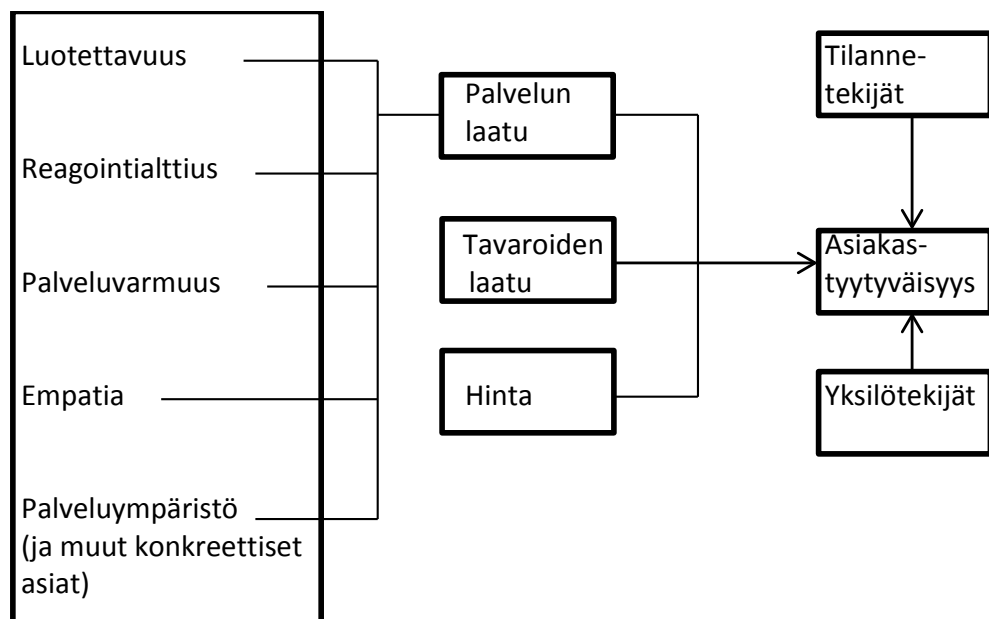 Luotettavuus
Reagointialttius
Palveluvarmuus
Empatia
Palveluympäristö
(ja muut konkreettiset
asiat)
Palvelun
laatu
Tavaroiden
laatu
Hinta
Tilanne-
tekijät
Asiakas-
tyytyväisyys
Yksilötekijät